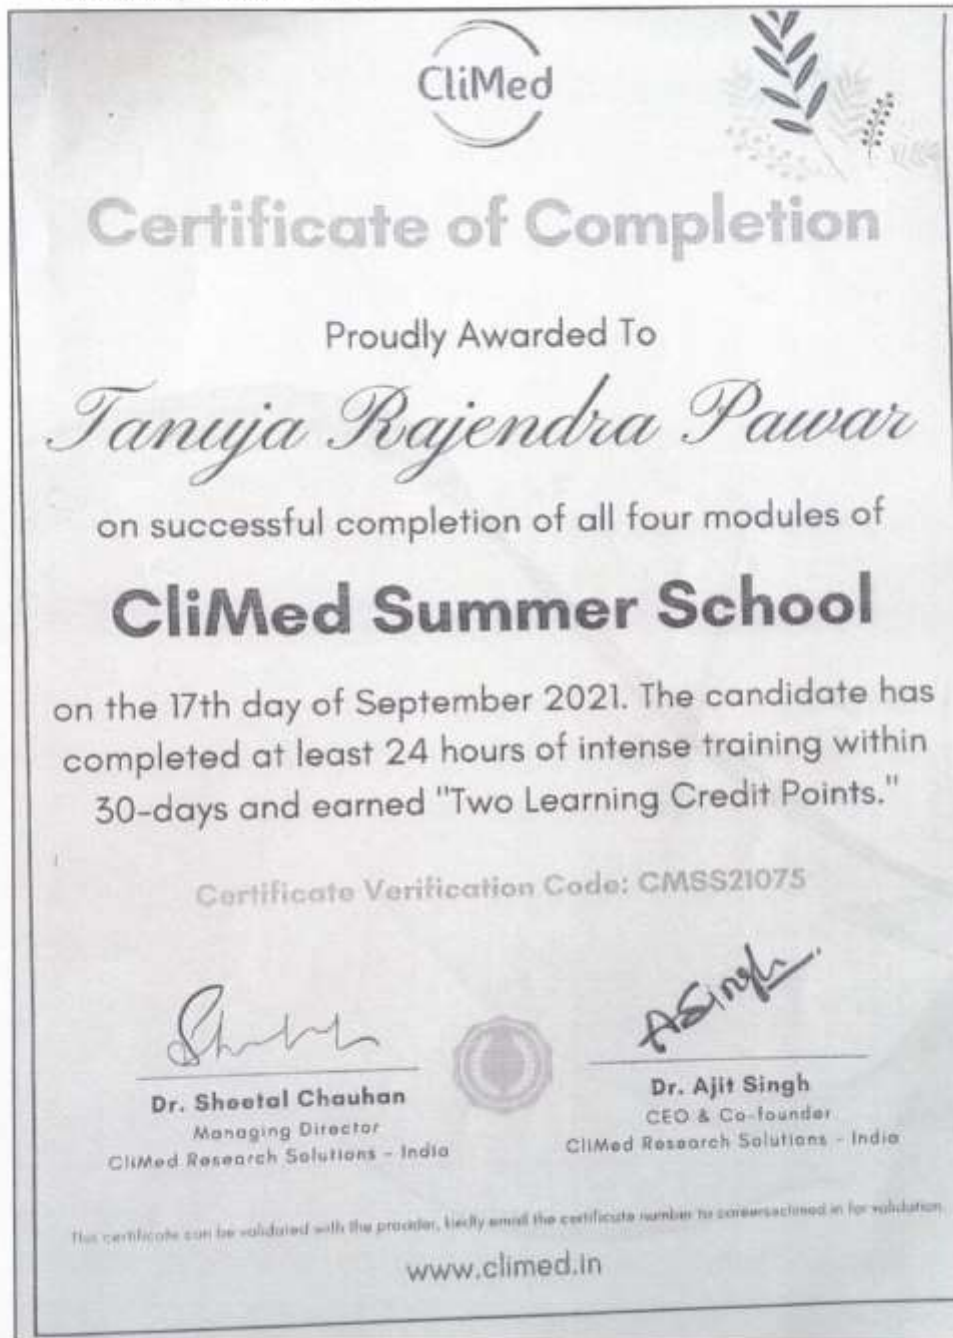 CliMed
Certificate of Completion
Proudly Awarded To
Tanuja Rajendra Pawar
on successful completion of all four modules of
CliMed Summer School
on the 17th day of September 2021. The candidate has
completed at least 24 hours of intense training within
30-days and earned "Two Learning Credit Points."
Certificate Verification Code: CMSS21075
ASingh
Dr. Sheetal Chauhan
Managing Director
CliMed Research Solutions - India
Dr. Ajit Singh
CEO & Co-founder
CliMed Research Solutions - India
This certificate can be validated with the provider, kindly email the certificate number to in for validation.
www.climed.in